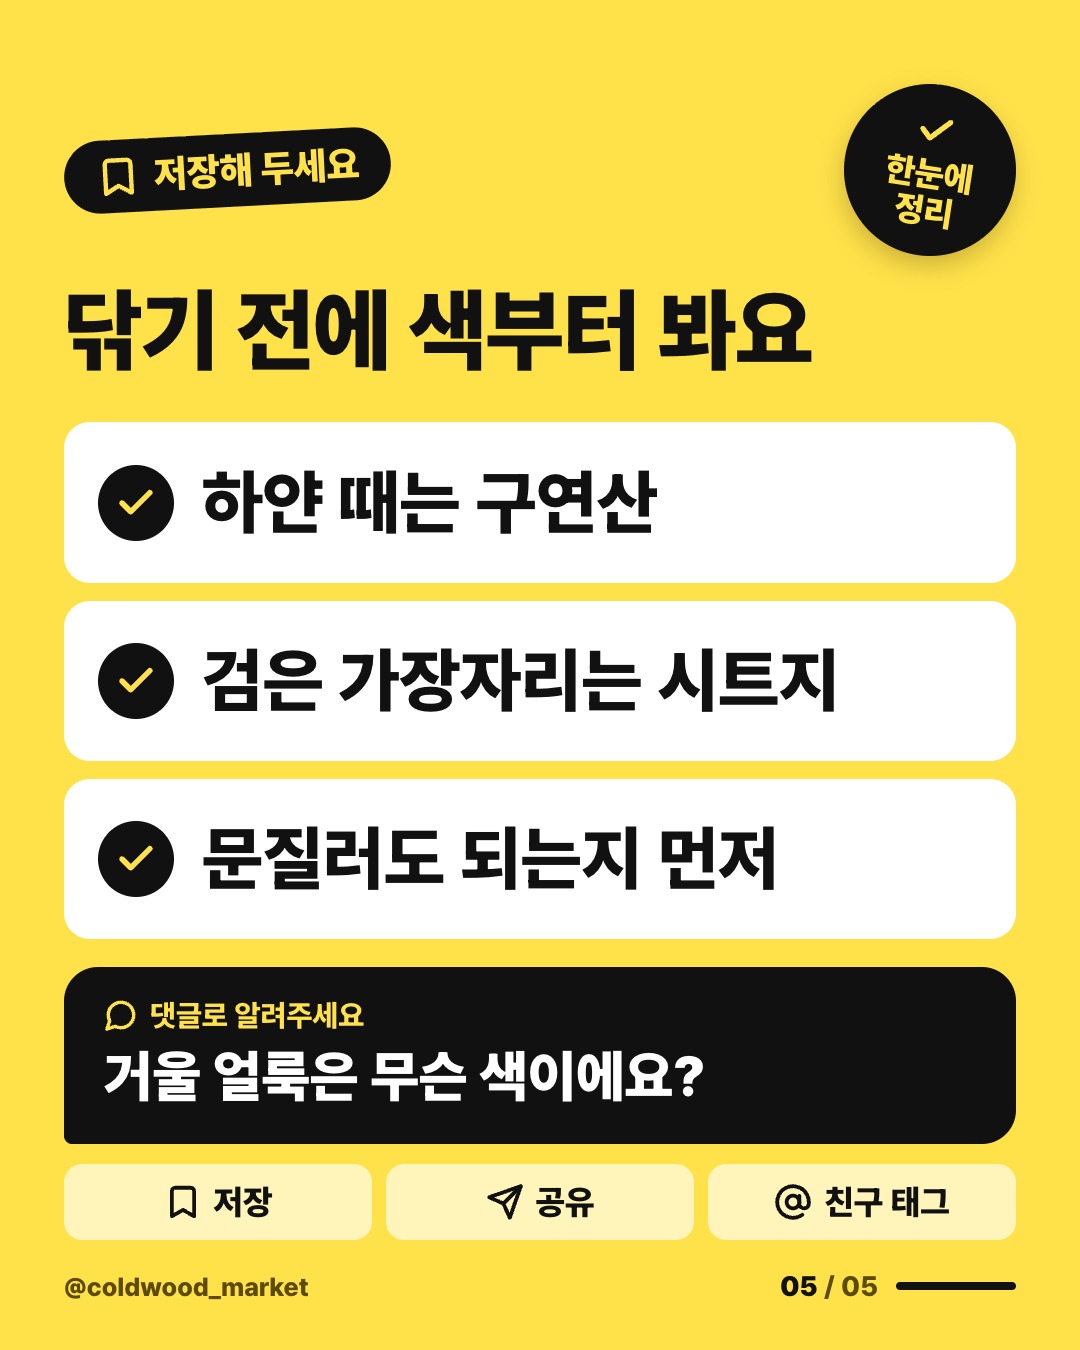 저장해 두세요
한눈에
정리
닦기 전에 색부터 봐요
하얀 때는 구연산
검은 가장자리는 시트지
문질러도 되는지 먼저
댓글로 알려주세요
거울 얼룩은 무슨 색이에요?
저장
공유
친구 태그
@coldwood_market
05 / 05